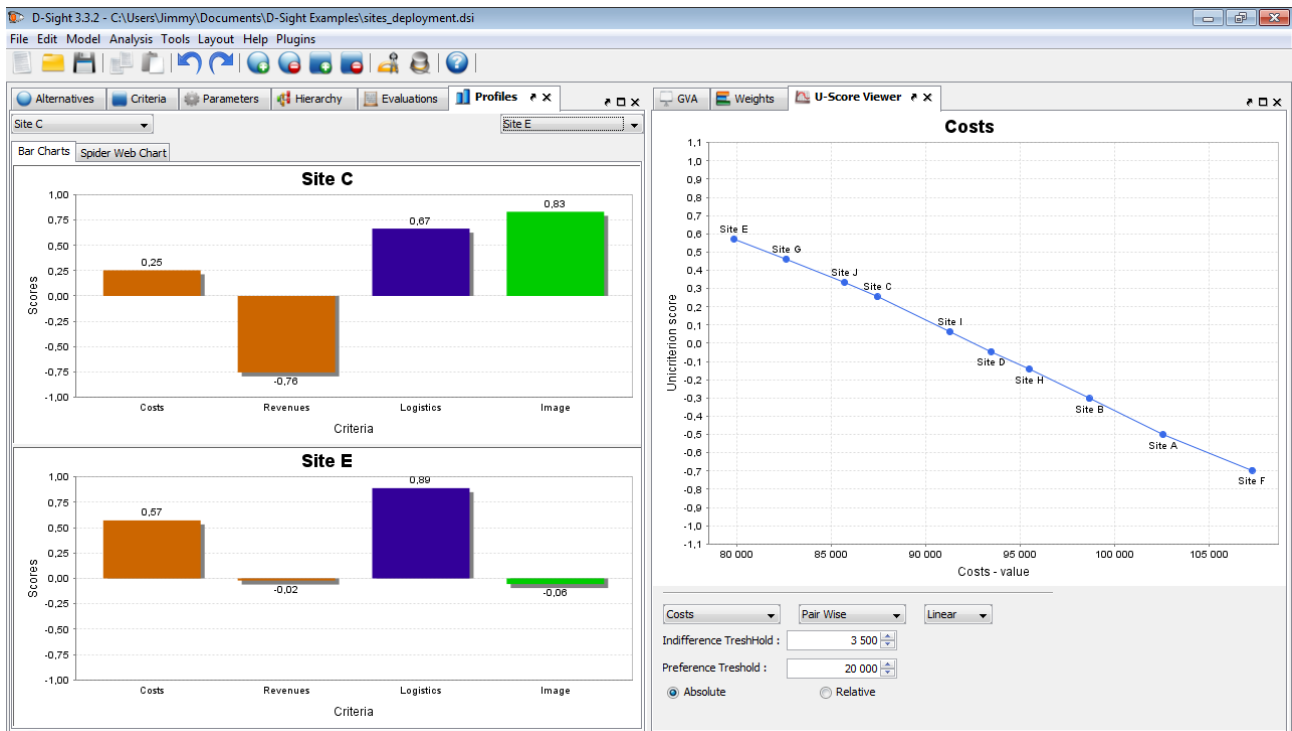 D-Sight 3.3.2 - C:\Users\Jimmy\Documents\D-Sight Examples\sites_deployment.dsi
File Edit Model Analysis Tools Layout Help Plugins
Alternatives Criteria Parameters Hierarchy Evaluations Profiles
Site C Site E
Bar Charts Spider Web Chart
Site C
1,00
0,75
0,50
0,25
0,00
-0,25
-0,50
-0,75
-1,00
Scores
0,25
-0,76
0,67
0,83
Costs Revenues Logistics Image
Criteria
Site E
1,00
0,75
0,50
0,25
0,00
-0,25
-0,50
-0,75
-1,00
Scores
0,57
-0,02
0,89
-0,06
Costs Revenues Logistics Image
Criteria
GVA Weights U-Score Viewer
Costs
1,1
1,0
0,9
0,8
0,7
0,6
0,5
0,4
0,3
0,2
0,1
0,0
-0,1
-0,2
-0,3
-0,4
-0,5
-0,6
-0,7
-0,8
-0,9
-1,0
-1,1
Unicriterion score
Site E
Site G
Site J
Site C
Site I
Site D
Site H
Site B
Site A
Site F
80 000 85 000 90 000 95 000 100 000 105 000
Costs - value
Costs Pair Wise Linear
Indifference TreshHold : 3 500
Preference Treshold : 20 000
Absolute Relative